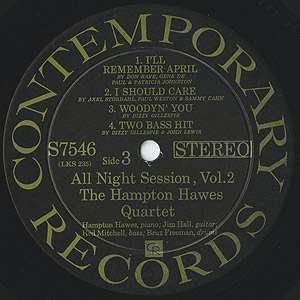 CONTEMPORARY
RECORDS
1. I'LL
REMEMBER APRIL
BY DON RAYE, GENE DE
PAUL & PATRICIA JOHNSTON
2. I SHOULD CARE
BY AXEL STORDAHL, PAUL WESTON & SAMMY CAHN
3. WOODYN' YOU
BY DIZZY GILLESPIE
4. TWO BASS HIT
BY DIZZY GILLESPIE & JOHN LEWIS
S7546
(LKS 235)
Side 3
STEREO
All Night Session, Vol.2
The Hampton Hawes
Quartet
Hampton Hawes, piano; Jim Hall, guitar;
Red Mitchell, bass; Bruz Freeman, drums